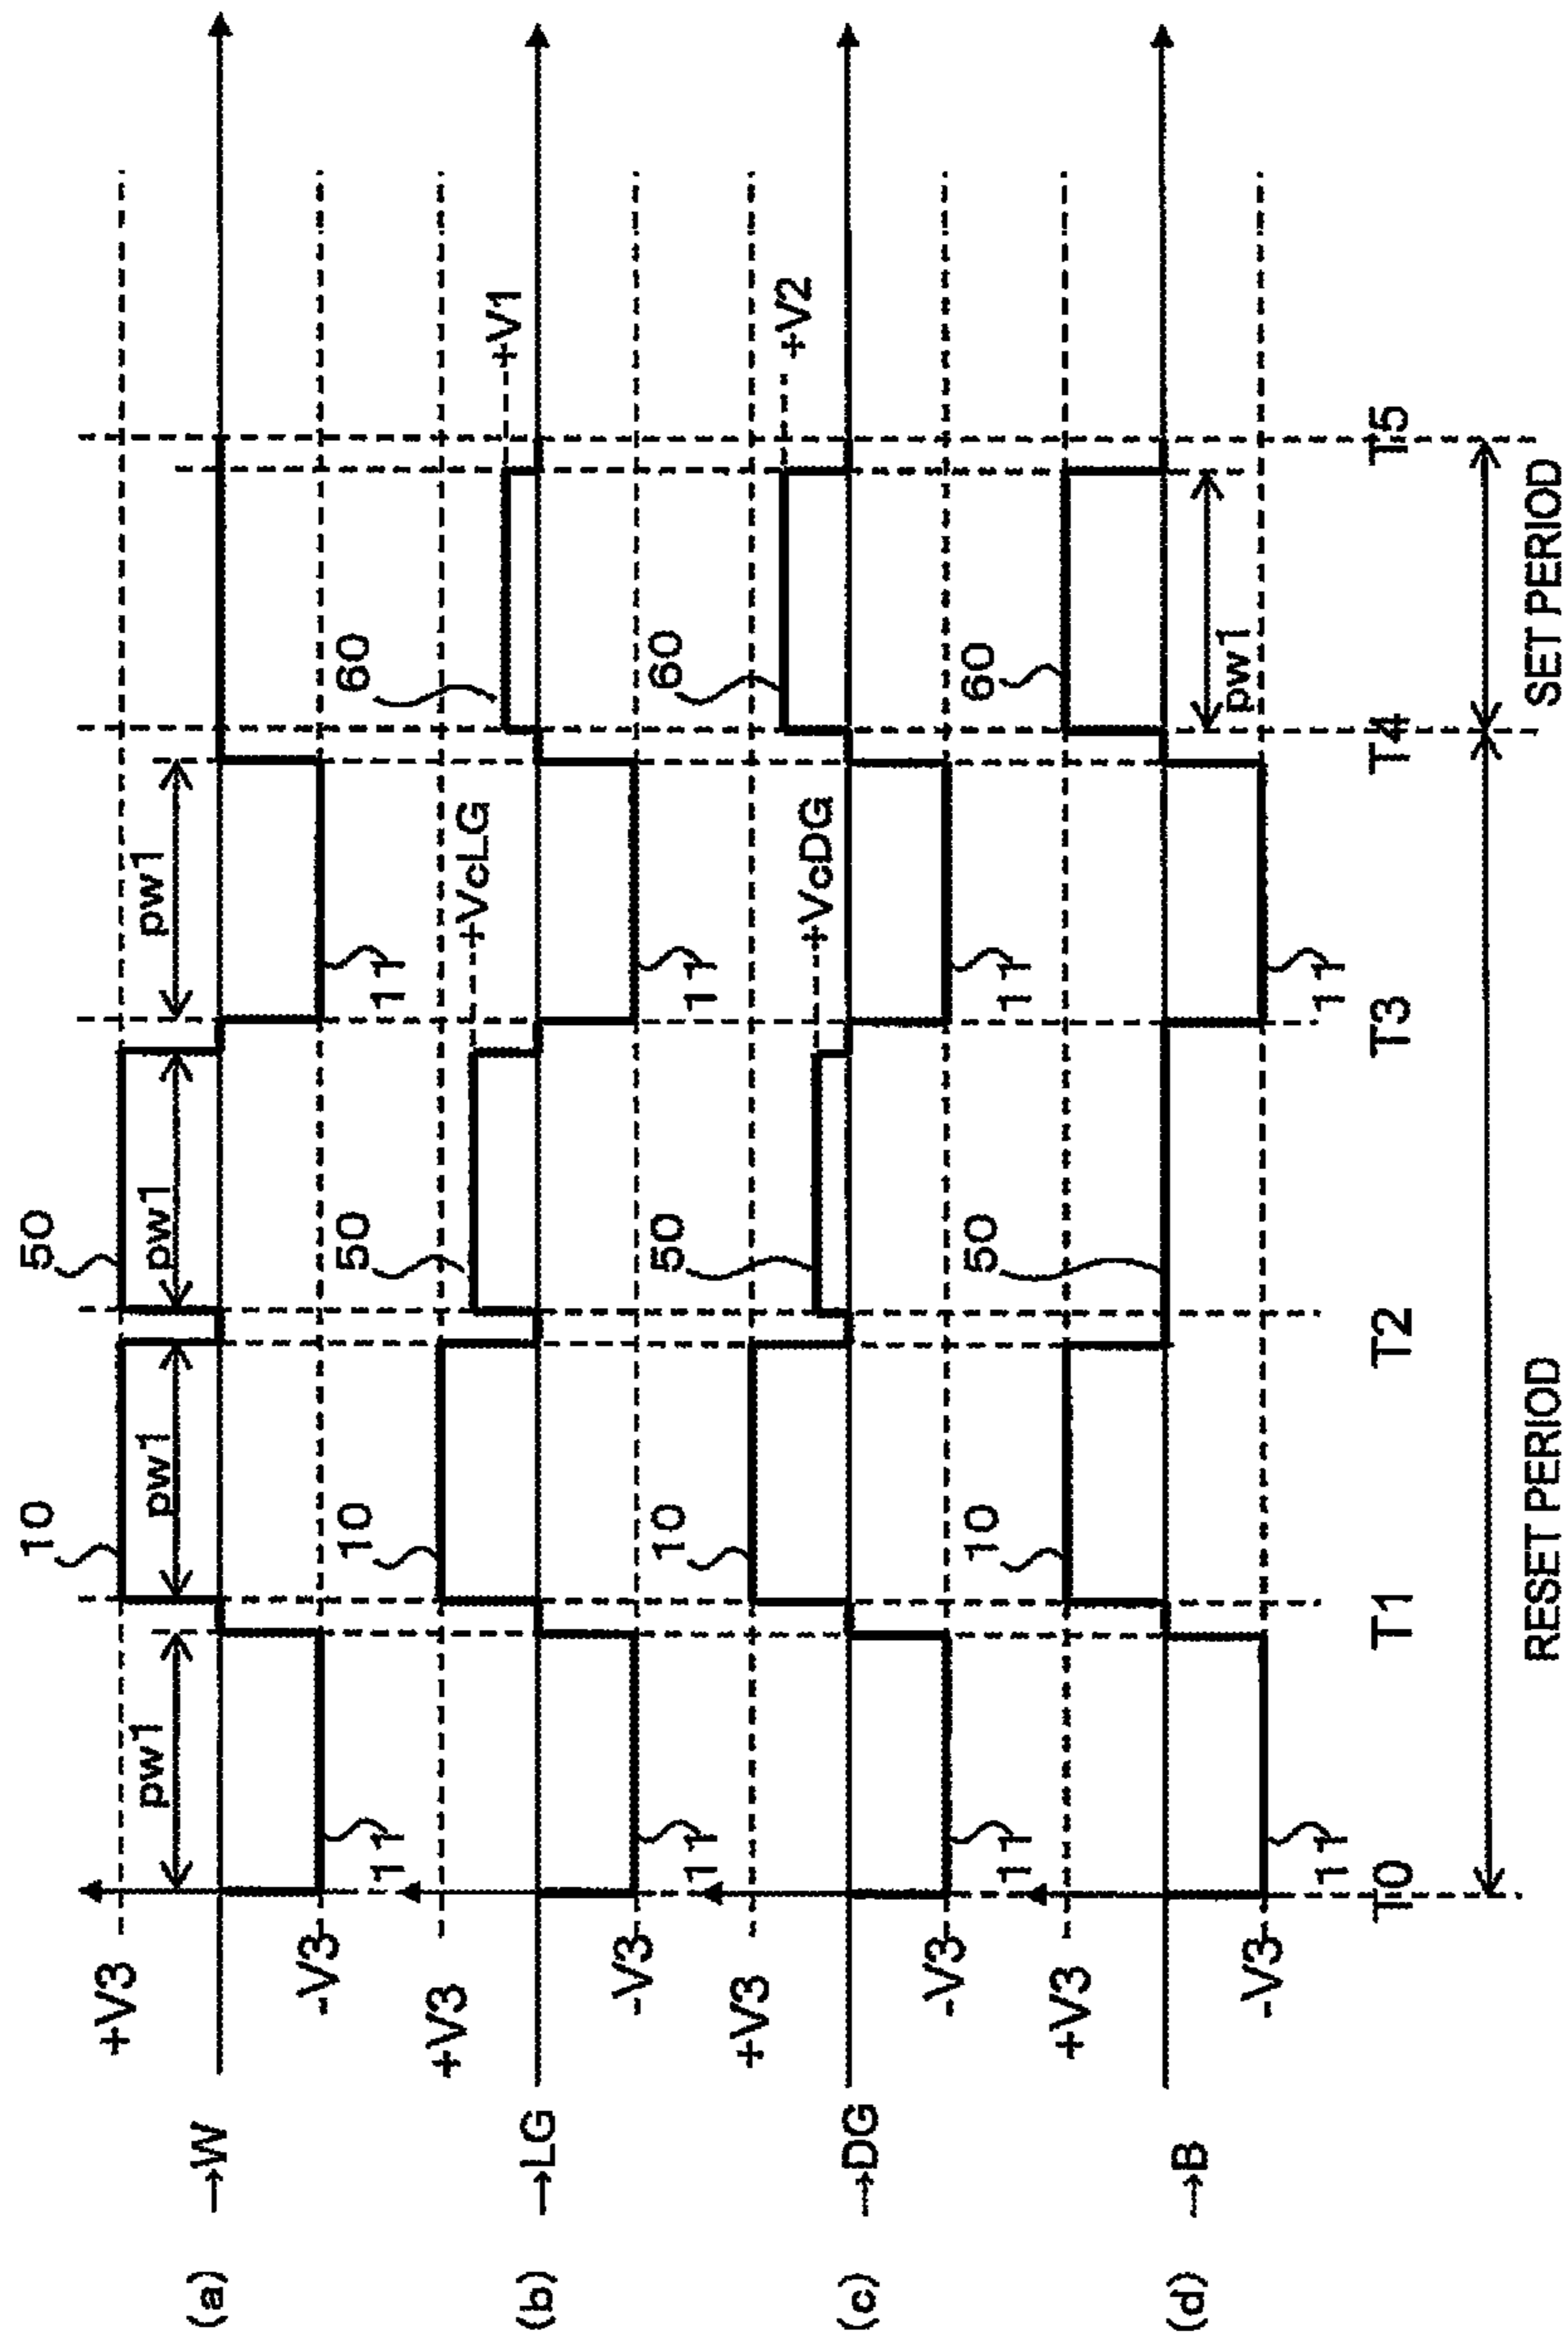 (a) →W
+V3
-V3
pw1
10
pw1
50
pw1
pw1
11
11
(b) →LG
+V3
-V3
10
50
+VcLG
60
+V1
11
11
(c) →DG
+V3
-V3
10
50
+VcDG
60
+V2
11
11
(d) →B
+V3
-V3
10
50
60
pw1
11
11
T0
T1
T2
T3
T4
T5
RESET PERIOD
SET PERIOD